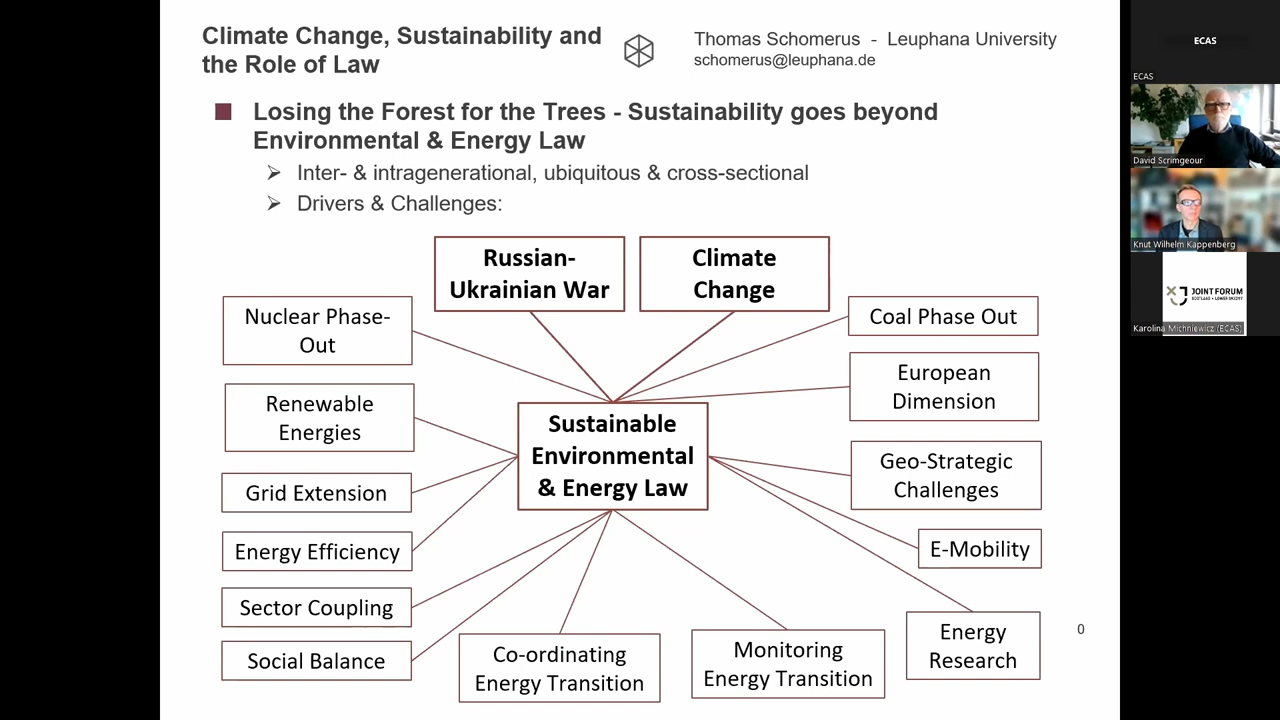 Climate Change, Sustainability and
the Role of Law
Thomas Schomerus - Leuphana University
schomerus@leuphana.de
Losing the Forest for the Trees - Sustainability goes beyond
Environmental & Energy Law
Inter- & intragenerational, ubiquitous & cross-sectional
Drivers & Challenges:
Russian-
Ukrainian War
Climate
Change
Nuclear Phase-
Out
Coal Phase Out
Renewable
Energies
European
Dimension
Sustainable
Environmental
& Energy Law
Grid Extension
Geo-Strategic
Challenges
Energy Efficiency
E-Mobility
Sector Coupling
Social Balance
Co-ordinating
Energy Transition
Monitoring
Energy Transition
Energy
Research
0
ECAS
ECAS
David Scrimgeour
Knut Wilhelm Kappenberg
JOINT FORUM
SCOTLAND + LOWER SAXONY
Karolina Michniewicz (ECAS)